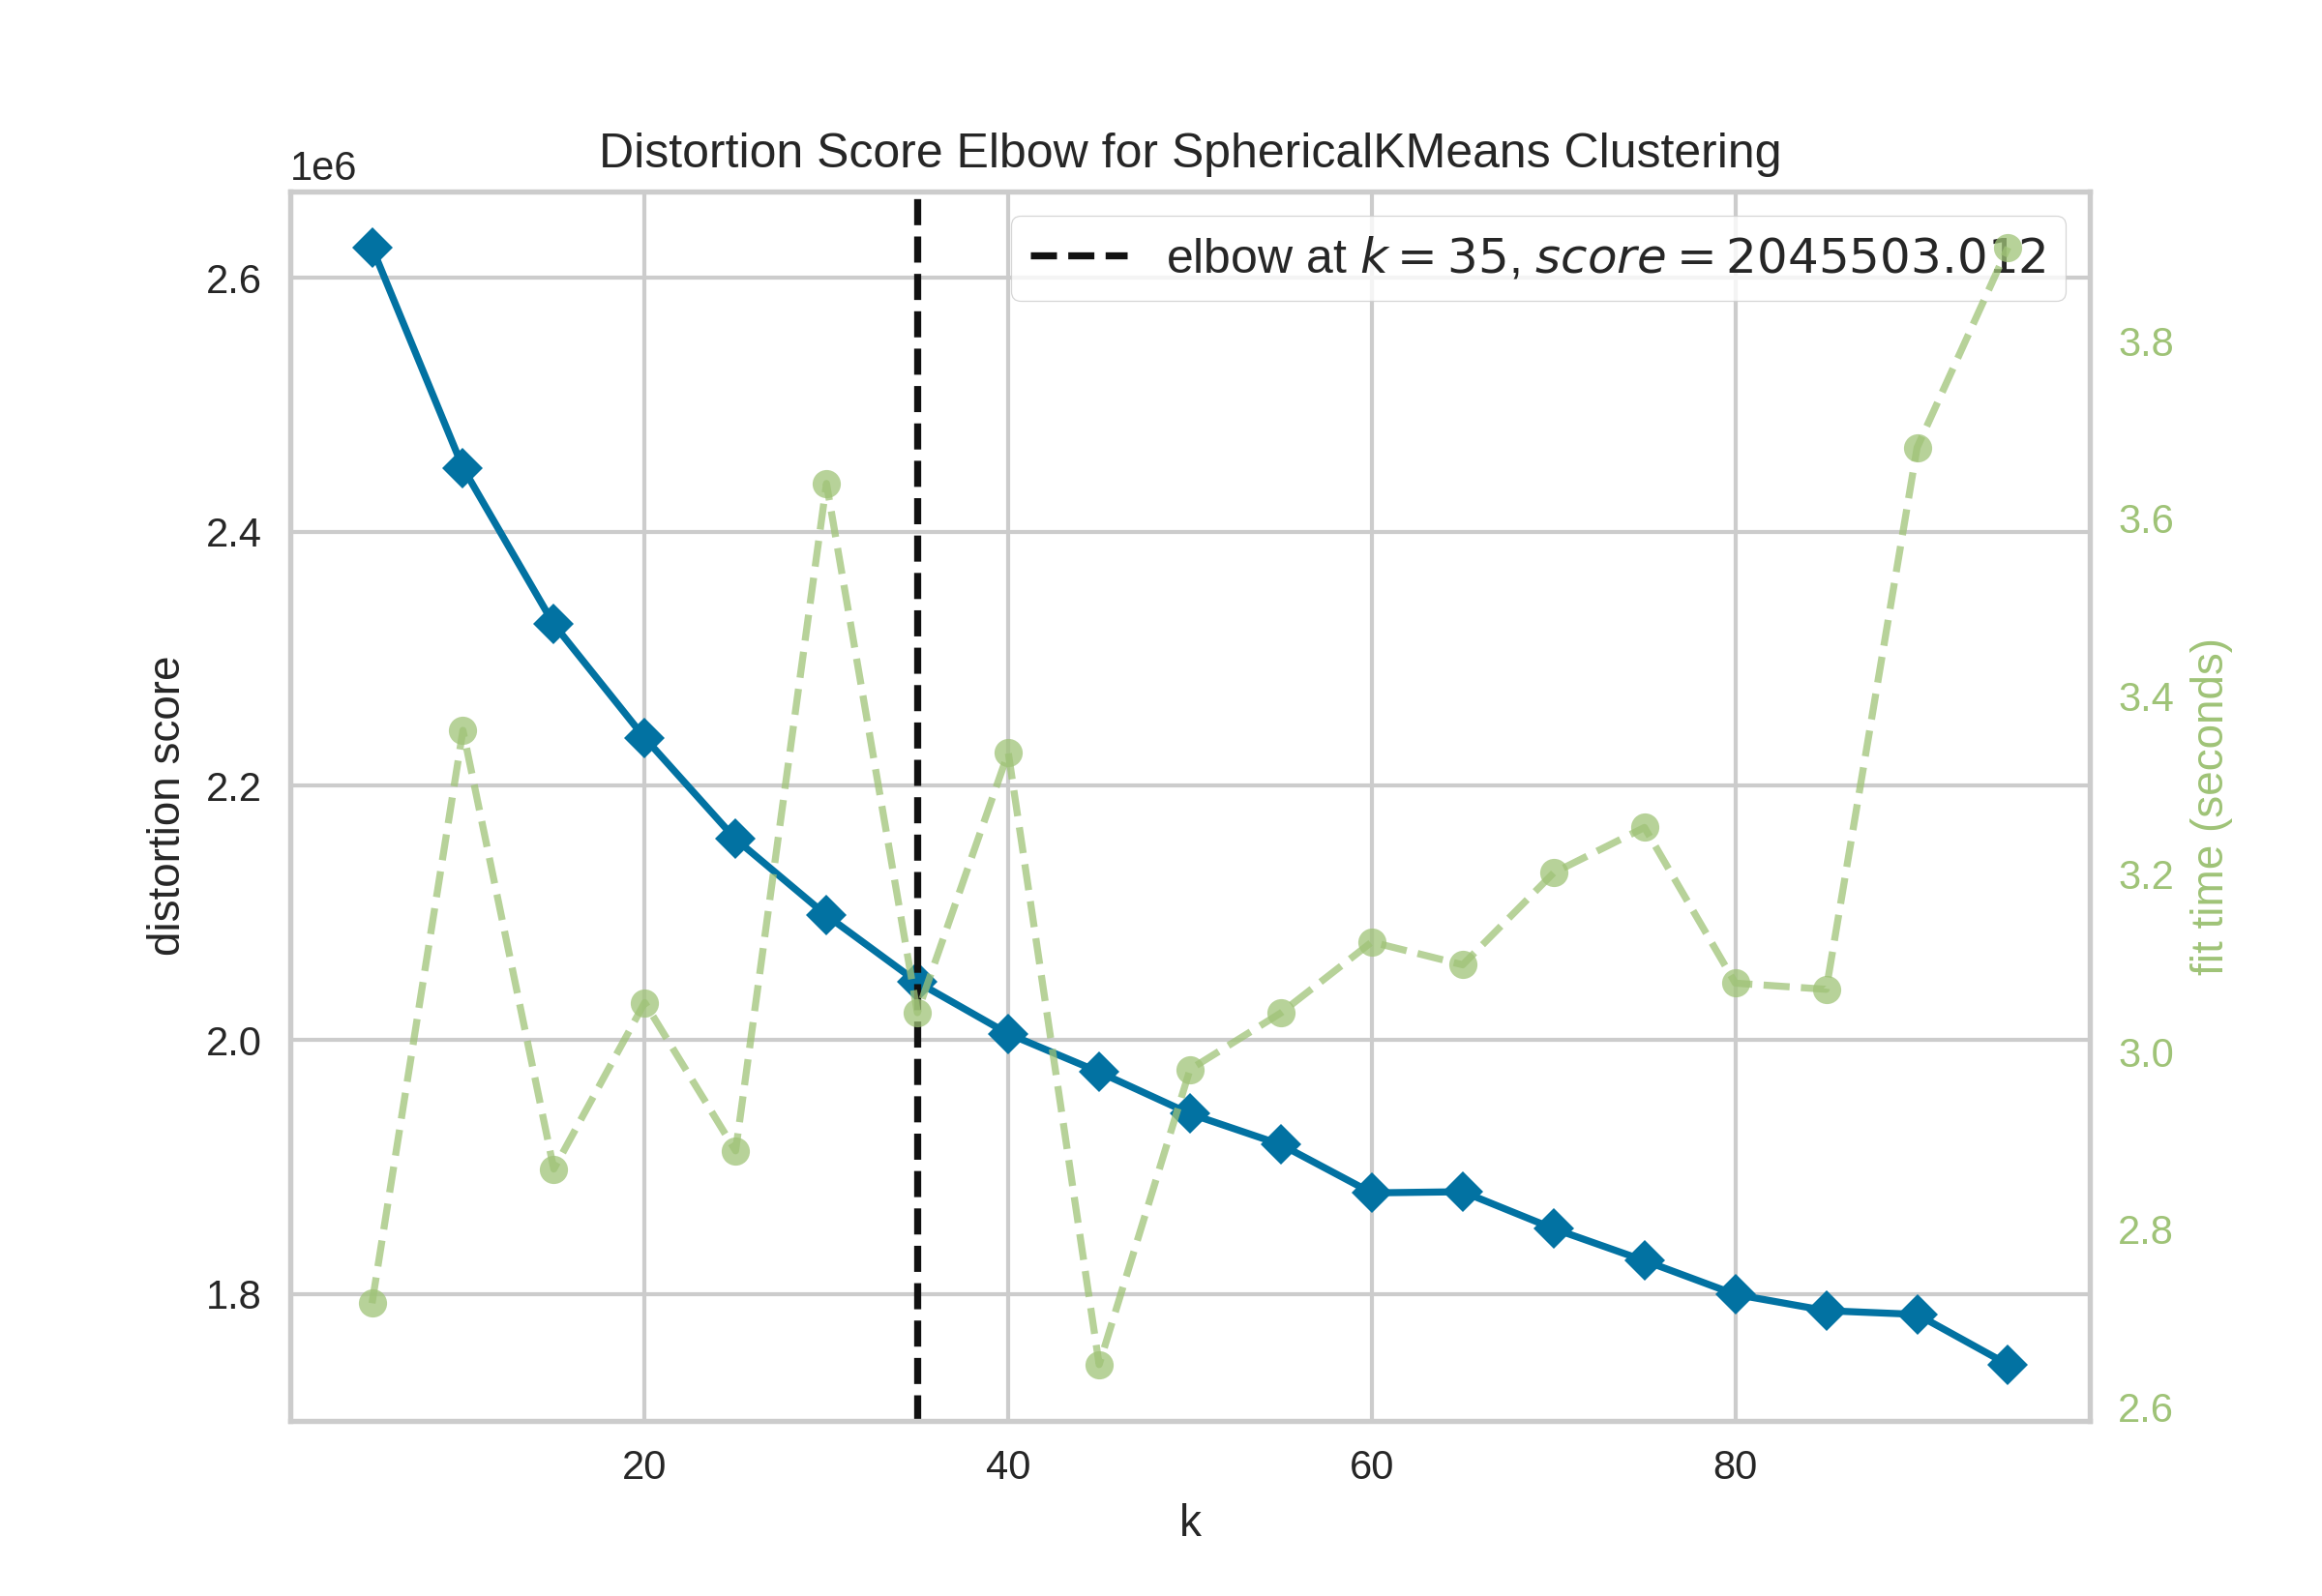 Distortion Score Elbow for SphericalKMeans Clustering
1e6
elbow at k = 35, score = 2045503.012
2.6
2.4
2.2
2.0
1.8
distortion score
3.8
3.6
3.4
3.2
3.0
2.8
2.6
fit time (seconds)
20 40 60 80
k